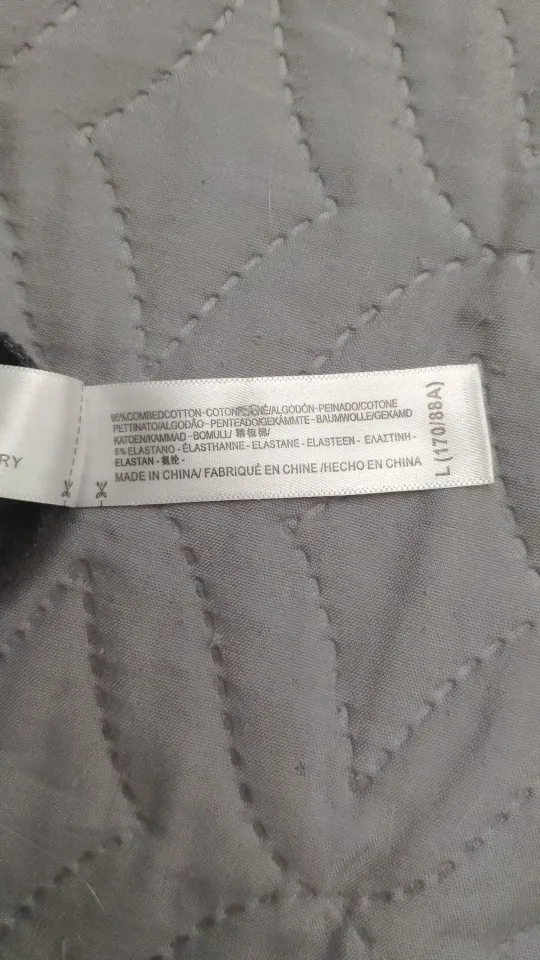 RY
95%COMBEDCOTTON-COTON PEIGNÉ/ALGODÓN-PEINADO/COTONE
PETTINATO/ALGODÃO-PENTEADO/GEKÄMMTE-BAUMWOLLE/GEKAMD
KATOEN/KAMMAD-BOMULL/ 精梳棉/
5% ELASTANO-ÉLASTHANNE-ELASTANE-ELASTEEN-ΕΛΑΣΤΙΝΗ-
ELASTAN-氨纶-
MADE IN CHINA/ FABRIQUÉ EN CHINE /HECHO EN CHINA
L (170/88A)